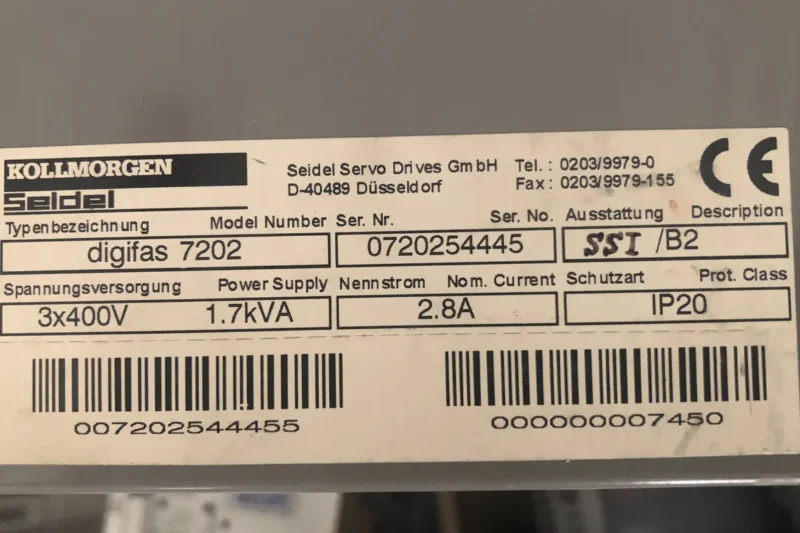 KOLLMORGEN
Seidel
Seidel Servo Drives GmbH Tel. : 0203/9979-0
D-40489 Düsseldorf Fax : 0203/9979-155
CE
Typenbezeichnung Model Number Ser. Nr. Ser. No. Ausstattung Description
digifas 7202 0720254445 SSI /B2
Spannungsversorgung Power Supply Nennstrom Nom. Current Schutzart Prot. Class
3x400V 1.7kVA 2.8A IP20
007202544455 000000007450